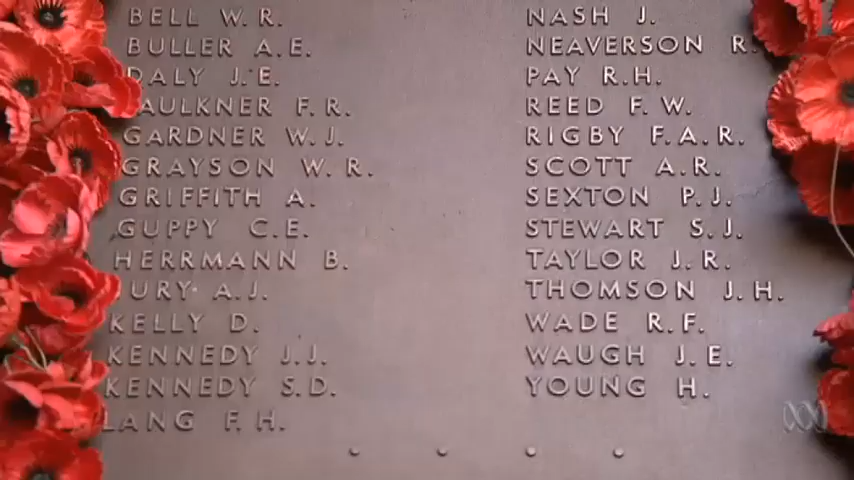 BELL W.R.
BULLER A.E.
DALY J.E.
AULKNER F.R.
GARDNER W.J.
GRAYSON W.R.
GRIFFITH A.
GUPPY C.E.
HERRMANN B.
URY A.J.
KELLY D.
KENNEDY J.J.
KENNEDY S.D.
LANG F.H.
NASH J.
NEAVERSON R.
PAY R.H.
REED F.W.
RIGBY F.A.R.
SCOTT A.R.
SEXTON P.J.
STEWART S.J.
TAYLOR J.R.
THOMSON J.H.
WADE R.F.
WAUGH J.E.
YOUNG H.